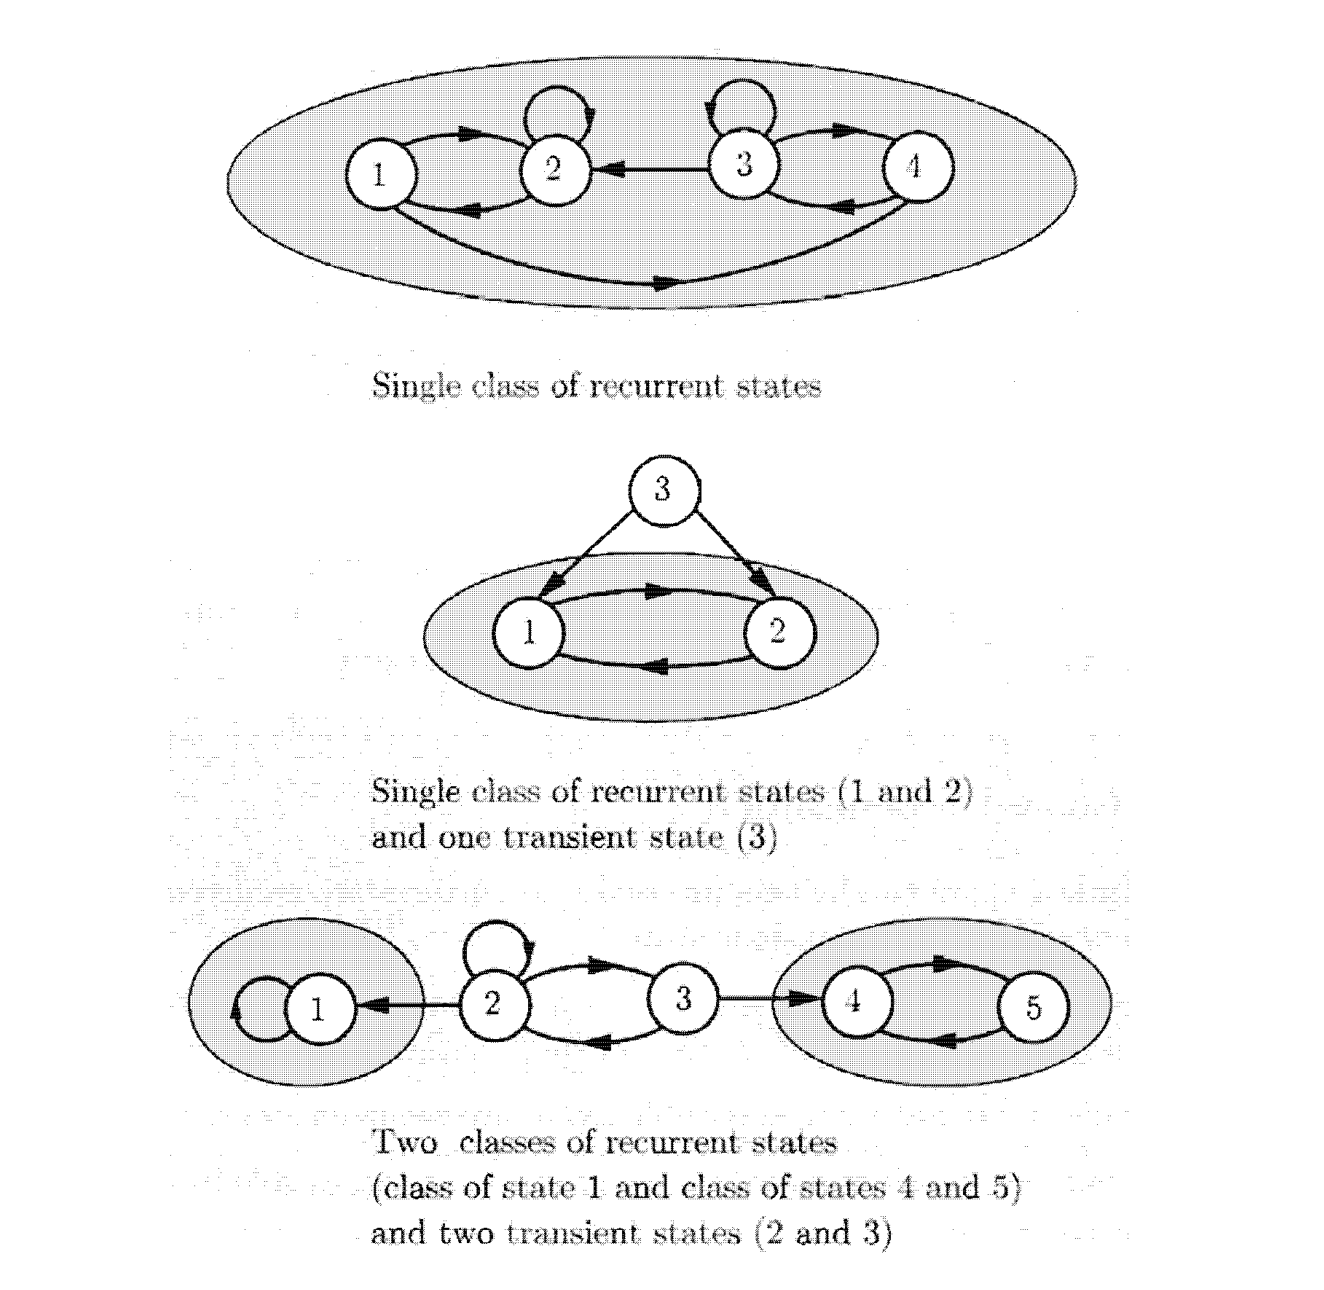 1 2 3 4
Single class of recurrent states
3
1 2
Single class of recurrent states (1 and 2)
and one transient state (3)
1 2 3 4 5
Two classes of recurrent states
(class of state 1 and class of states 4 and 5)
and two transient states (2 and 3)